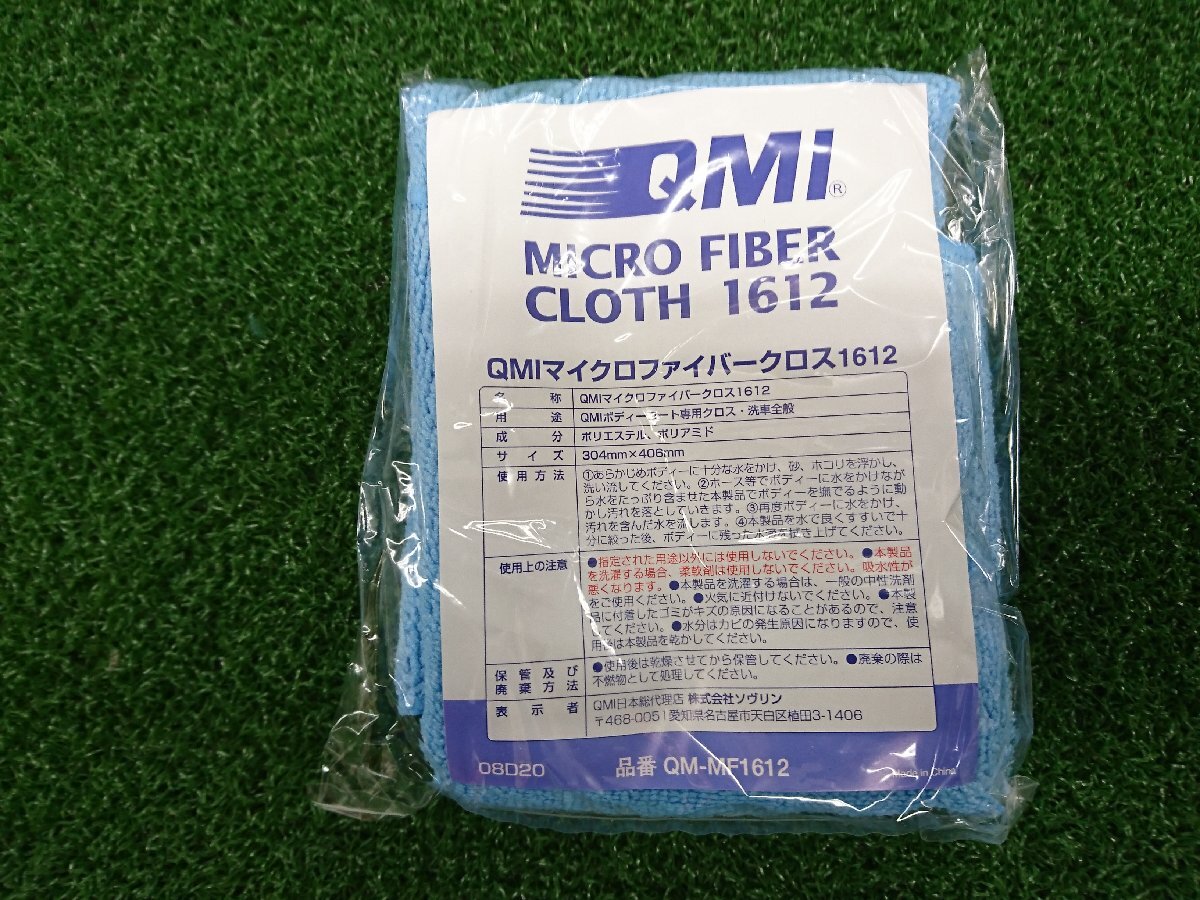 QMI®
MICRO FIBER
CLOTH 1612
QMIマイクロファイバークロス1612
名称 QMIマイクロファイバークロス1612
用途 QMIボディーコート専用クロス・洗車全般
成分 ポリエステル、ポリアミド
サイズ 304mm×406mm
使用方法 ①あらかじめボディーに十分な水をかけ、砂、ホコリを浮かし、
洗い流してください。②ホース等でボディーに水をかけなが
ら水をたっぷり含ませた本製品でボディーを撫でるように動
かし汚れを落としていきます。③再度ボディーに水をかけ、
汚れを含んだ水を流します。④本製品を水で良くすすいで十
分に絞った後、ボディーに残った水滴を拭き上げてください。
使用上の注意 ●指定された用途以外には使用しないでください。●本製品
を洗濯する場合、柔軟剤は使用しないでください。吸水性が
悪くなります。●本製品を洗濯する場合は、一般の中性洗剤
をご使用ください。●火気に近付けないでください。●本製
品に付着したゴミがキズの原因になることがあるので、注意
してください。●水分はカビの発生原因になりますので、使
用後は本製品を乾かしてください。
保管及び
廃棄方法 ●使用後は乾燥させてから保管してください。●廃棄の際は
不燃物として処理してください。
表示者 QMI日本総代理店 株式会社ソヴリン
〒468-0051 愛知県名古屋市天白区植田3-1406
08D20 品番 QM-MF1612 Made in China